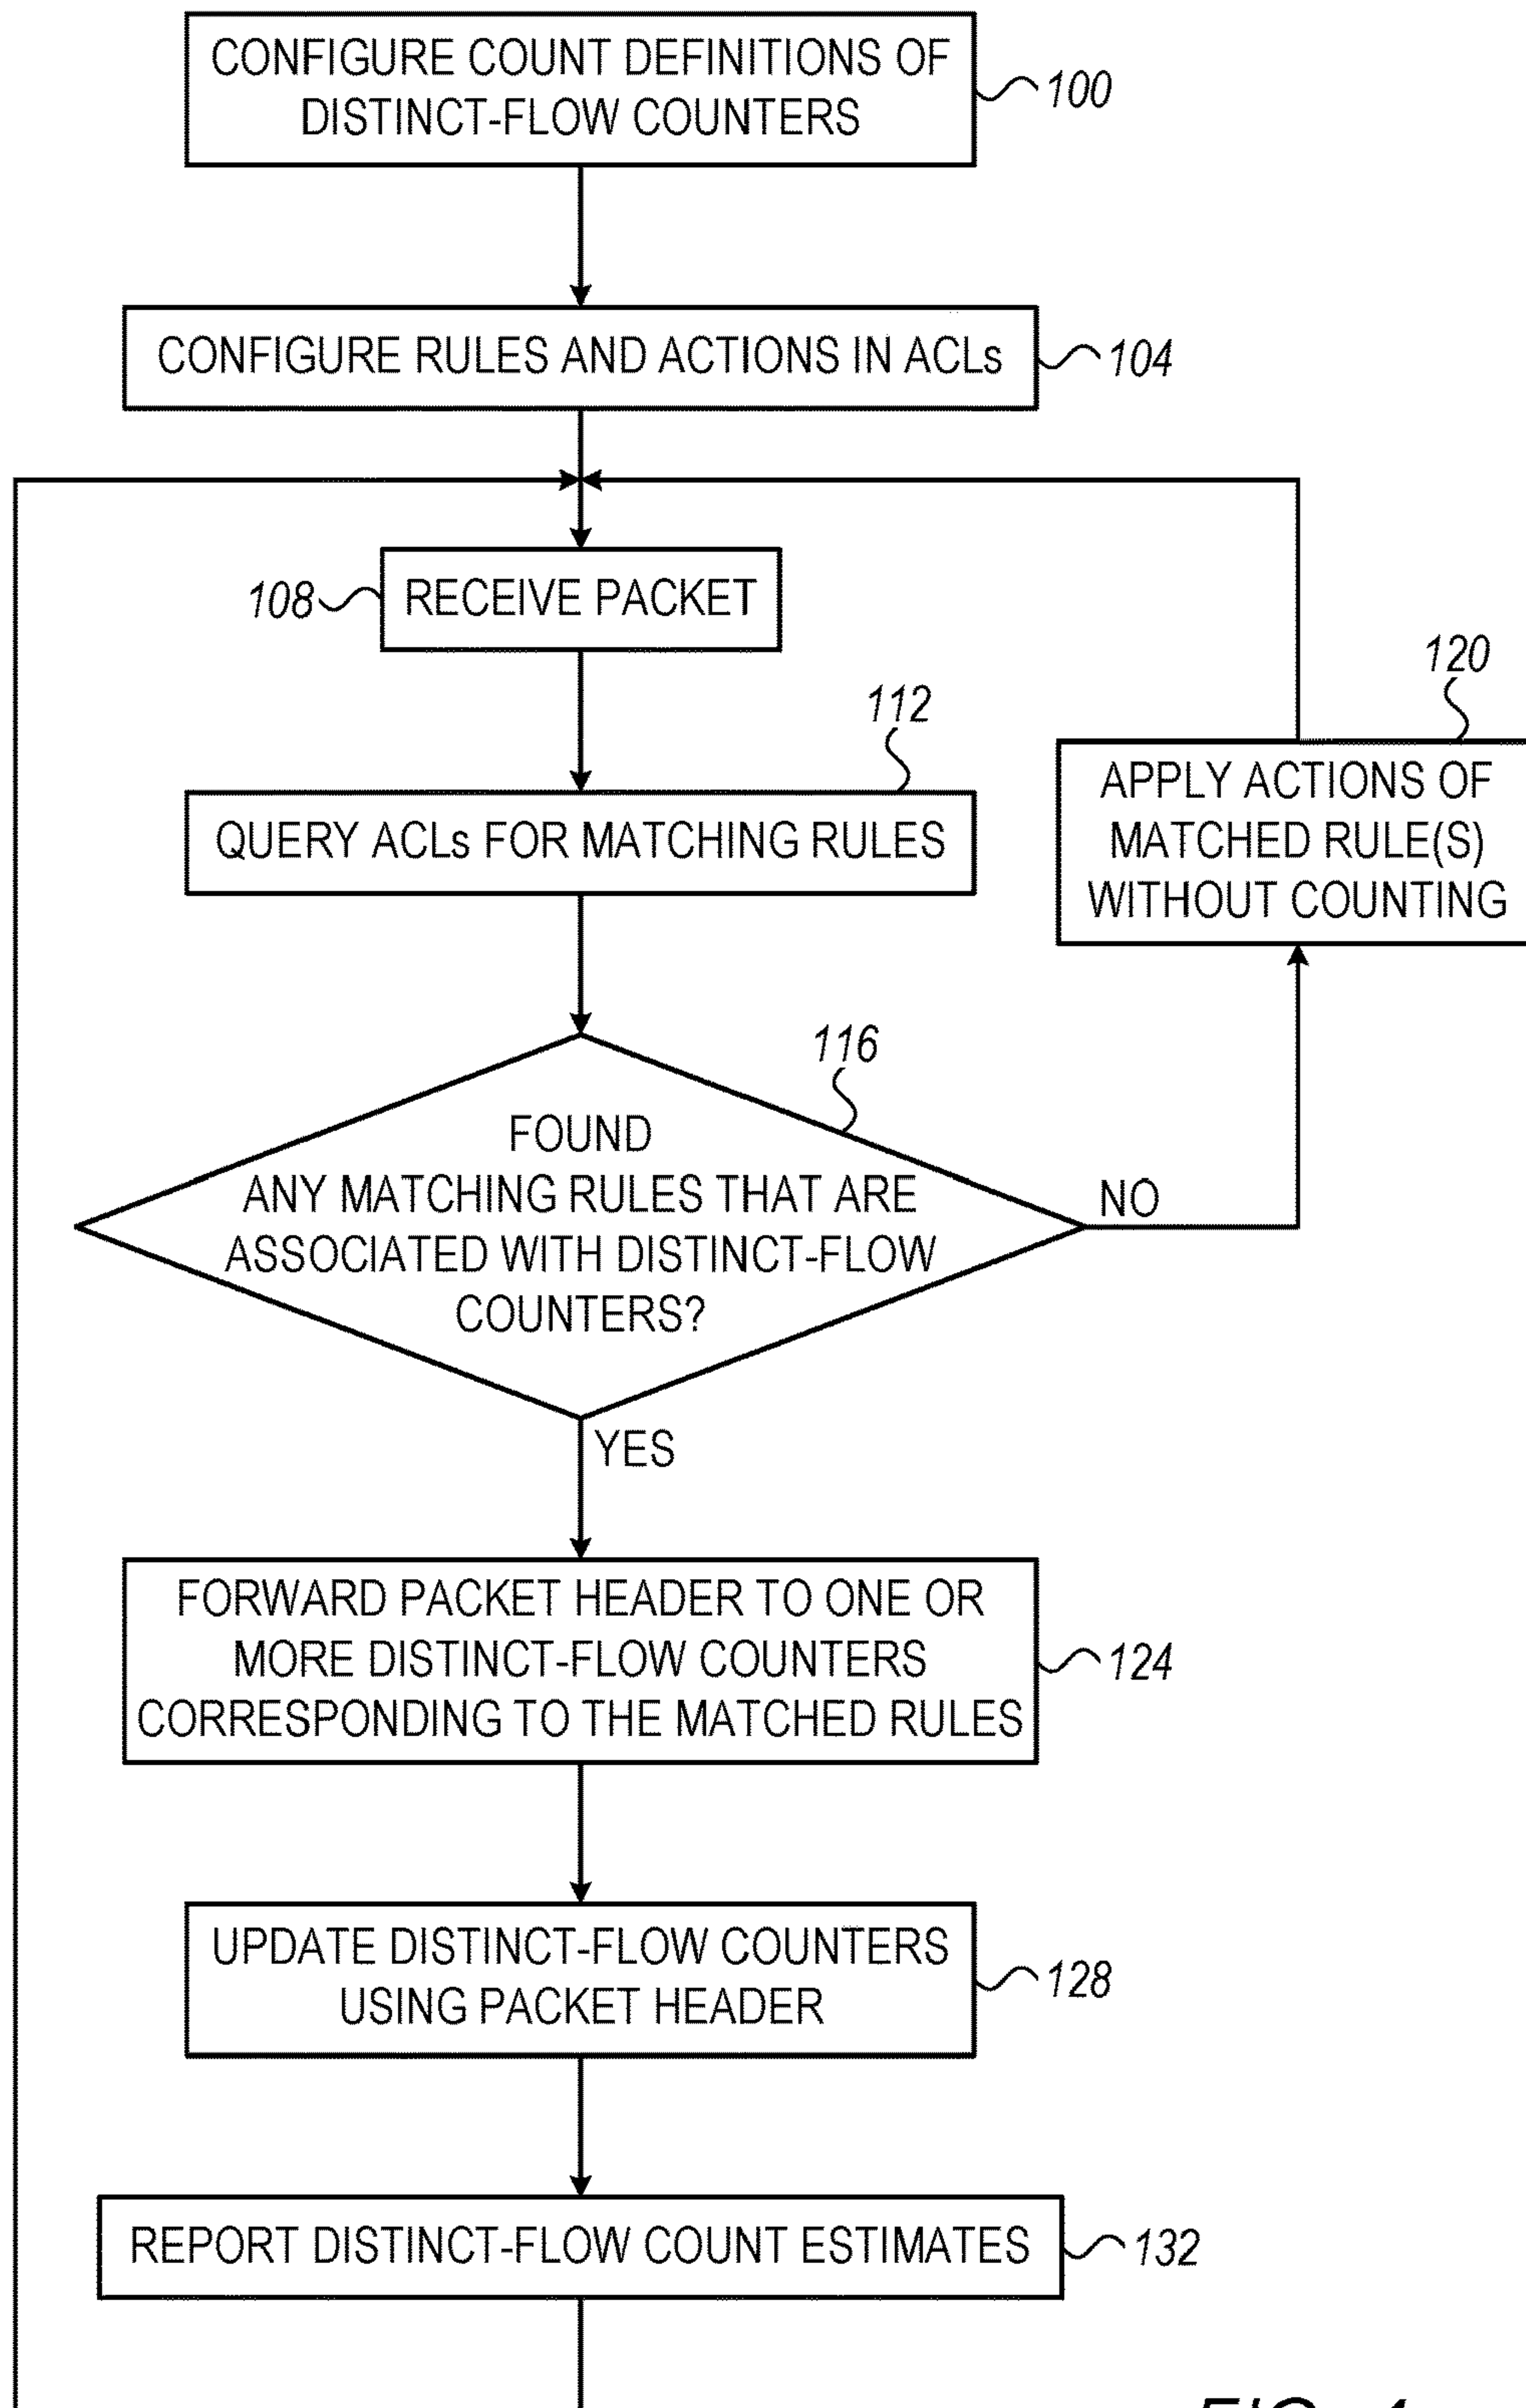 CONFIGURE COUNT DEFINITIONS OF
DISTINCT-FLOW COUNTERS
100
CONFIGURE RULES AND ACTIONS IN ACLs
104
108
RECEIVE PACKET
120
112
APPLY ACTIONS OF
MATCHED RULE(S)
WITHOUT COUNTING
QUERY ACLs FOR MATCHING RULES
116
FOUND
ANY MATCHING RULES THAT ARE
ASSOCIATED WITH DISTINCT-FLOW
COUNTERS?
NO
YES
FORWARD PACKET HEADER TO ONE OR
MORE DISTINCT-FLOW COUNTERS
CORRESPONDING TO THE MATCHED RULES
124
UPDATE DISTINCT-FLOW COUNTERS
USING PACKET HEADER
128
REPORT DISTINCT-FLOW COUNT ESTIMATES
132